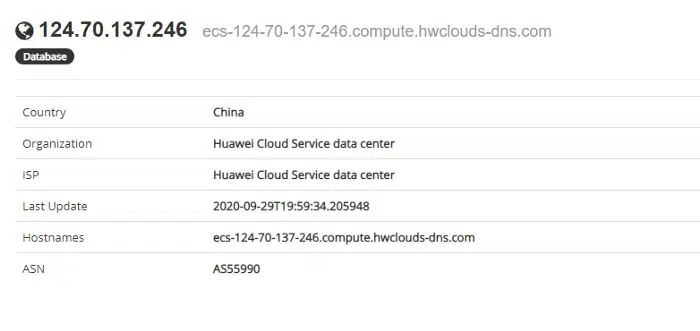 124.70.137.246 ecs-124-70-137-246.compute.hwclouds-dns.com
Database
Country China
Organization Huawei Cloud Service data center
ISP Huawei Cloud Service data center
Last Update 2020-09-29T19:59:34.205948
Hostnames ecs-124-70-137-246.compute.hwclouds-dns.com
ASN AS55990